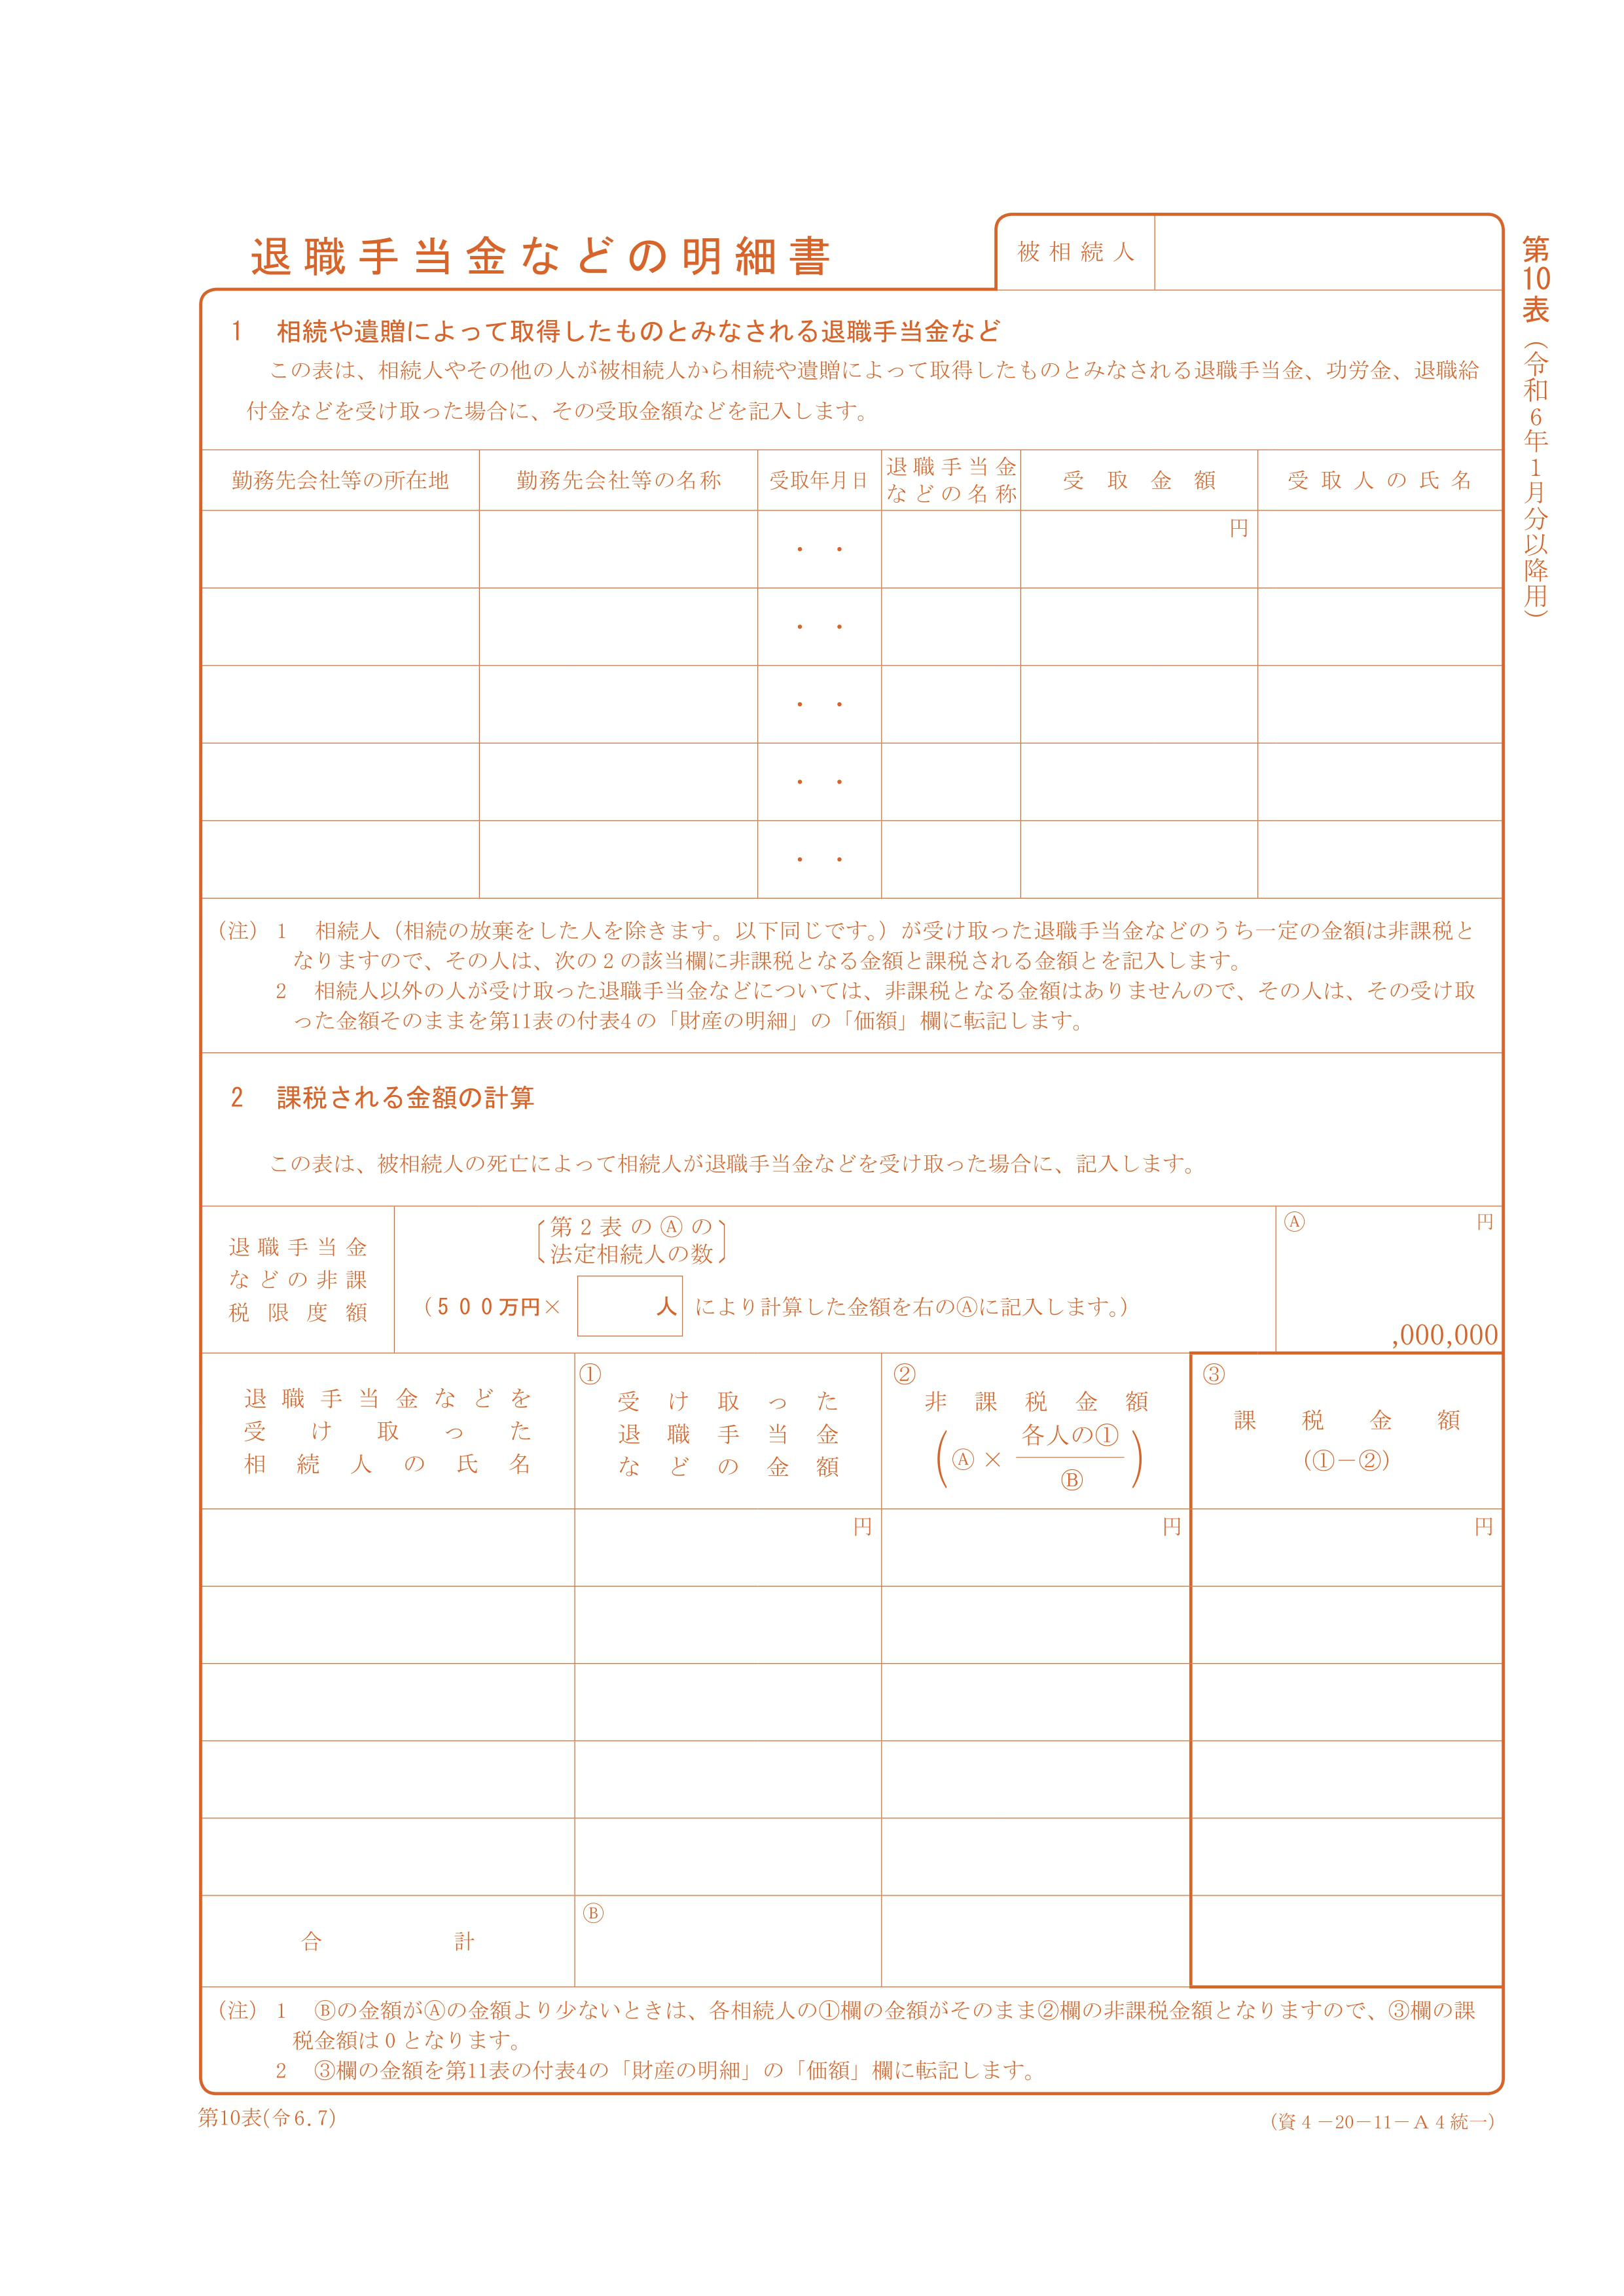 退職手当金などの明細書
被相続人
第10表（令和6年1月分以降用）
1　相続や遺贈によって取得したものとみなされる退職手当金など
この表は、相続人やその他の人が被相続人から相続や遺贈によって取得したものとみなされる退職手当金、功労金、退職給
付金などを受け取った場合に、その受取金額などを記入します。
勤務先会社等の所在地
勤務先会社等の名称
受取年月日
退職手当金
などの名称
受取金額
受取人の氏名
円
・　・
・　・
・　・
・　・
・　・
（注）1　相続人（相続の放棄をした人を除きます。以下同じです。）が受け取った退職手当金などのうち一定の金額は非課税と
なりますので、その人は、次の2の該当欄に非課税となる金額と課税される金額とを記入します。
2　相続人以外の人が受け取った退職手当金などについては、非課税となる金額はありませんので、その人は、その受け取
った金額そのままを第11表の付表4の「財産の明細」の「価額」欄に転記します。
2　課税される金額の計算
この表は、被相続人の死亡によって相続人が退職手当金などを受け取った場合に、記入します。
退職手当金
などの非課
税限度額
〔第2表のⒶの
法定相続人の数〕
（500万円×　人　により計算した金額を右のⒶに記入します。）
Ⓐ
円
,000,000
退職手当金などを
受け取った
相続人の氏名
①
受け取った
退職手当金
などの金額
②
非課税金額
（Ⓐ×各人の①
Ⓑ）
③
課税金額
（①－②）
円
円
円
合計
Ⓑ
（注）1　Ⓑの金額がⒶの金額より少ないときは、各相続人の①欄の金額がそのまま②欄の非課税金額となりますので、③欄の課
税金額は0となります。
2　③欄の金額を第11表の付表4の「財産の明細」の「価額」欄に転記します。
第10表(令6.7)
（資4－20－11－A4統一）